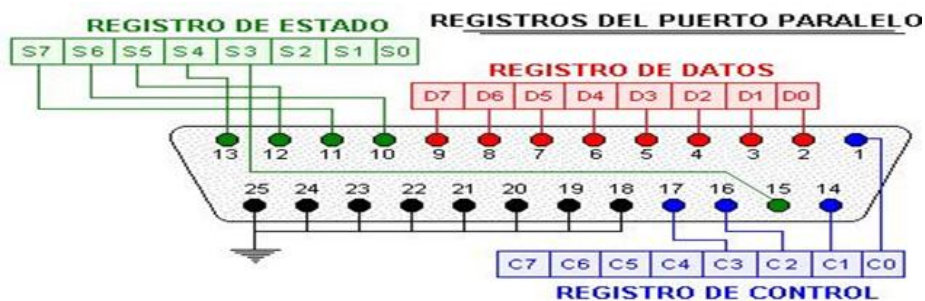 REGISTROS DEL PUERTO PARALELO
REGISTRO DE ESTADO
S7 S6 S5 S4 S3 S2 S1 S0
REGISTRO DE DATOS
D7 D6 D5 D4 D3 D2 D1 D0
13 12 11 10 9 8 7 6 5 4 3 2 1
25 24 23 22 21 20 19 18 17 16 15 14
C7 C6 C5 C4 C3 C2 C1 C0
REGISTRO DE CONTROL